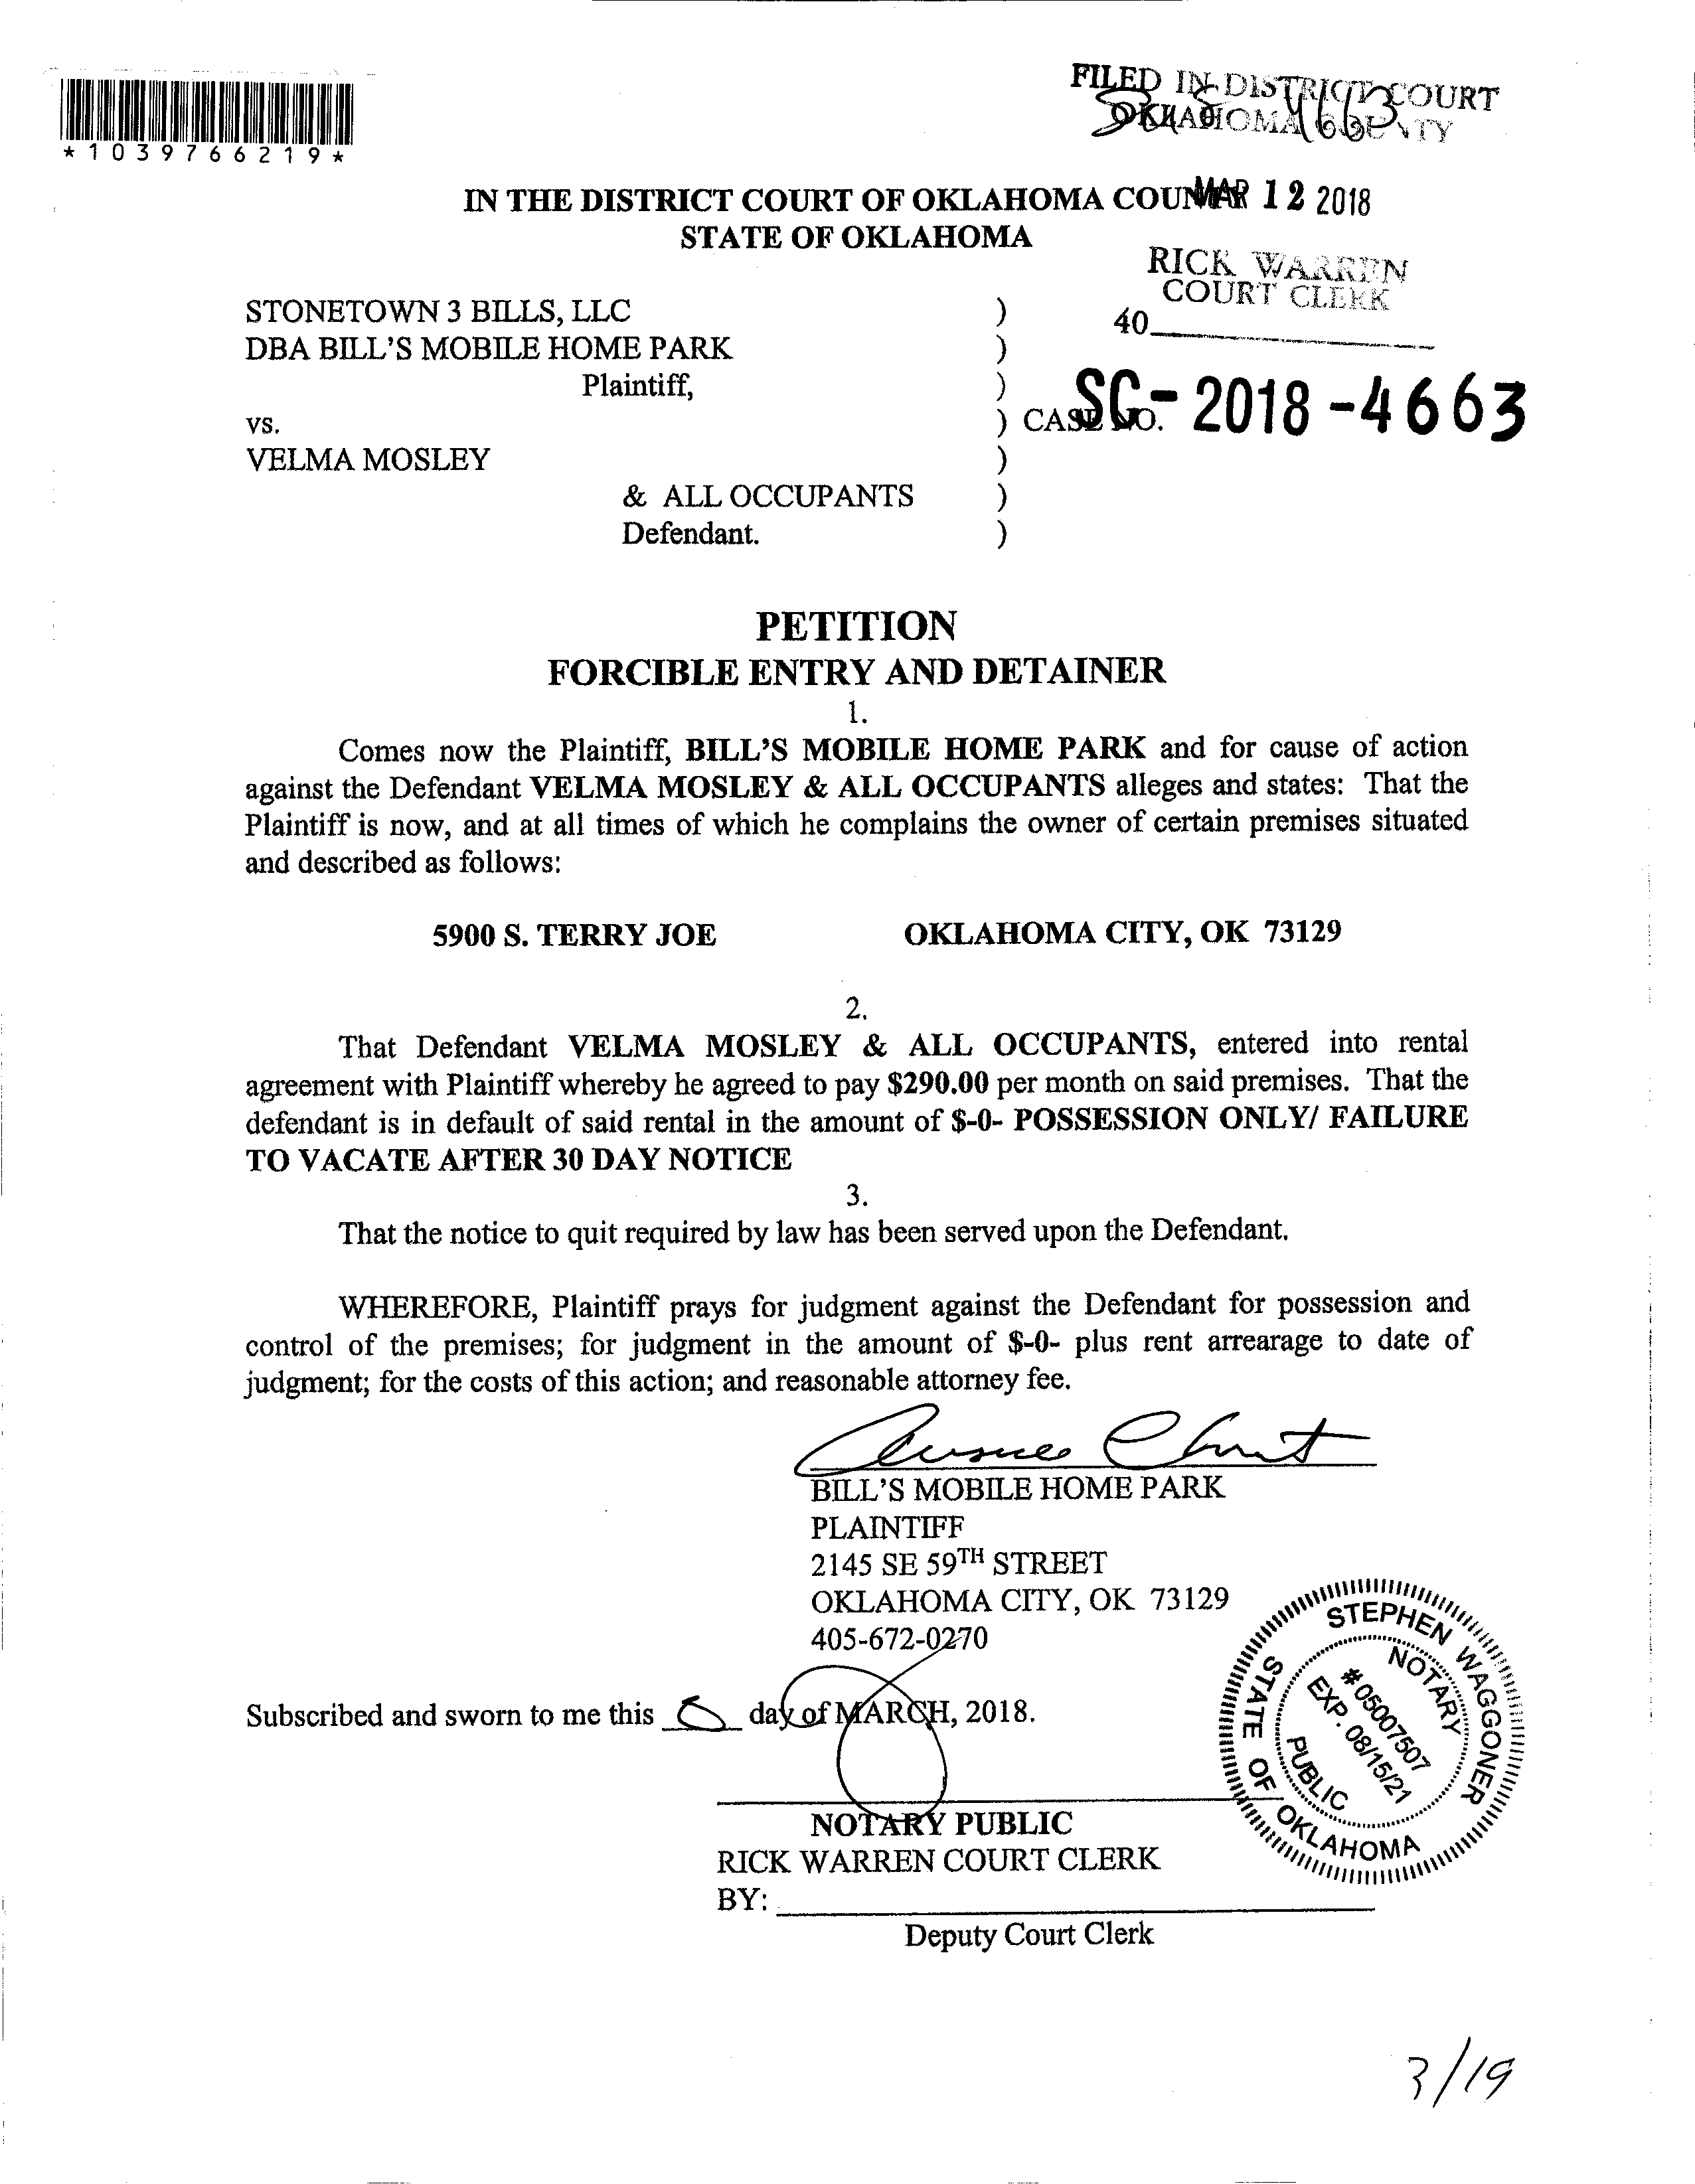 *1039766219*
FILED IN DISTRICT COURT
OKLAHOMA COUNTY
4663
MAR 12 2018
IN THE DISTRICT COURT OF OKLAHOMA
STATE OF OKLAHOMA
RICK WARREN
COURT CLERK
40
STONETOWN 3 BILLS, LLC )
DBA BILL'S MOBILE HOME PARK )
Plaintiff, )
vs. ) CASE NO. SC-2018-4663
VELMA MOSLEY )
& ALL OCCUPANTS )
Defendant. )
PETITION
FORCIBLE ENTRY AND DETAINER
1.
Comes now the Plaintiff, BILL'S MOBILE HOME PARK and for cause of action
against the Defendant VELMA MOSLEY & ALL OCCUPANTS alleges and states: That the
Plaintiff is now, and at all times of which he complains the owner of certain premises situated
and described as follows:
5900 S. TERRY JOE OKLAHOMA CITY, OK 73129
2.
That Defendant VELMA MOSLEY & ALL OCCUPANTS, entered into rental
agreement with Plaintiff whereby he agreed to pay $290.00 per month on said premises. That the
defendant is in default of said rental in the amount of $-0- POSSESSION ONLY/ FAILURE
TO VACATE AFTER 30 DAY NOTICE
3.
That the notice to quit required by law has been served upon the Defendant.
WHEREFORE, Plaintiff prays for judgment against the Defendant for possession and
control of the premises; for judgment in the amount of $-0- plus rent arrearage to date of
judgment; for the costs of this action; and reasonable attorney fee.
BILL'S MOBILE HOME PARK
PLAINTIFF
2145 SE 59TH STREET
OKLAHOMA CITY, OK 73129
405-672-0270
Subscribed and sworn to me this day of MARCH, 2018.
STEPHEN WAGGONER
NOTARY
# 05007507
EXP. 08/15/21
PUBLIC
STATE OF OKLAHOMA
NOTARY PUBLIC
RICK WARREN COURT CLERK
BY:
Deputy Court Clerk
3/19